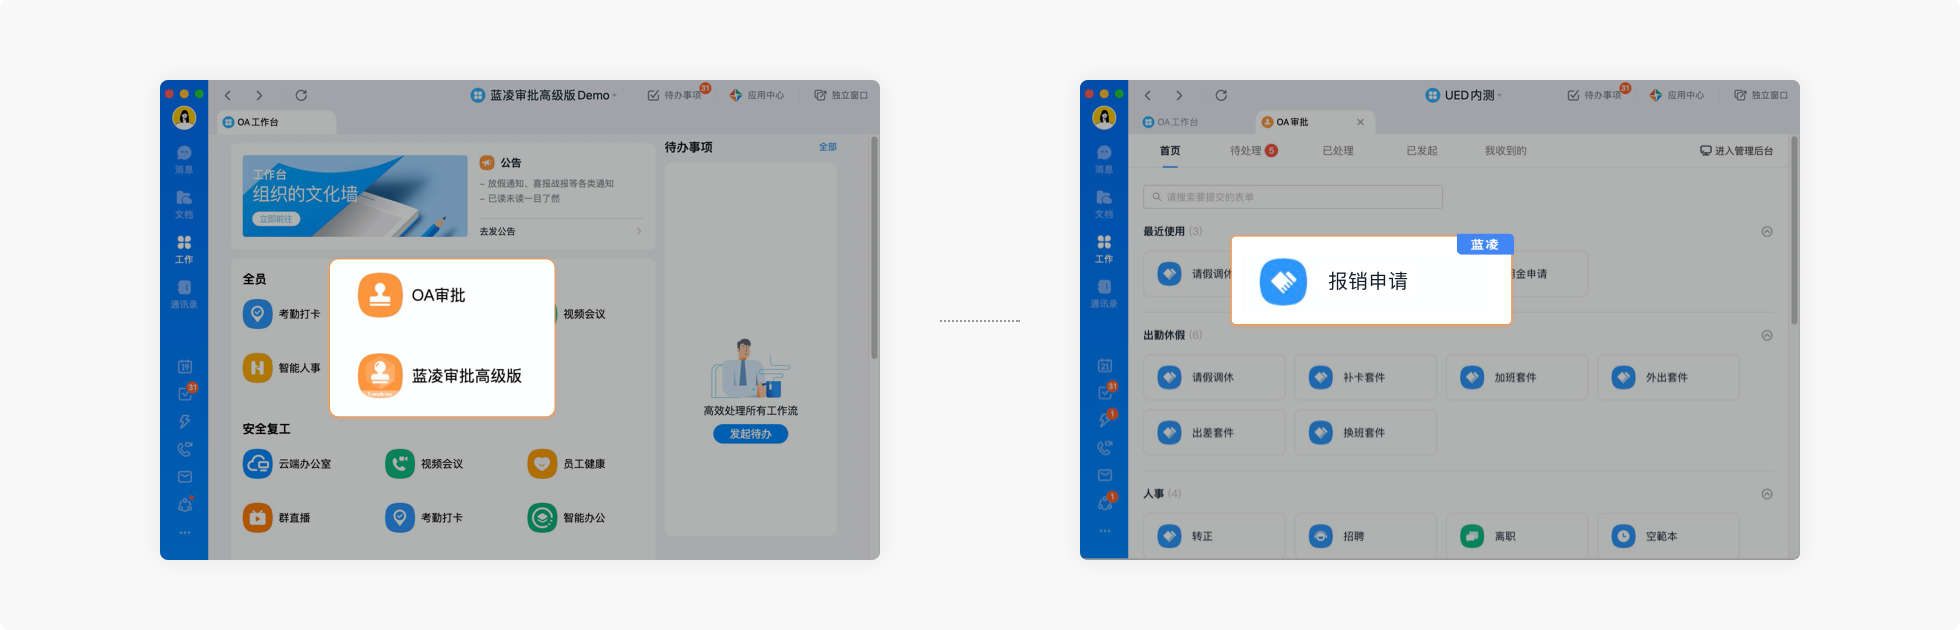 蓝凌审批高级版Demo
待办事项
31
应用中心
独立窗口
OA工作台
消息
文档
工作
通讯录
19
31
工作台
组织的文化墙
立即前往
公告
– 放假通知、喜报战报等各类通知
– 已读未读一目了然
去发公告
待办事项
全部
全员
考勤打卡
视频会议
智能人事
OA审批
蓝凌审批高级版
安全复工
云端办公室
视频会议
员工健康
群直播
考勤打卡
智能办公
高效处理所有工作流
发起待办
UED内测
待办事项
31
应用中心
独立窗口
OA工作台
OA审批
消息
文档
工作
通讯录
21
31
1
1
首页
待处理
5
已处理
已发起
我收到的
进入管理后台
请搜索要提交的表单
最近使用 (3)
请假调休
蓝凌
报销申请
金申请
出勤休假 (6)
请假调休
补卡套件
加班套件
外出套件
出差套件
换班套件
人事 (4)
转正
招聘
离职
空範本